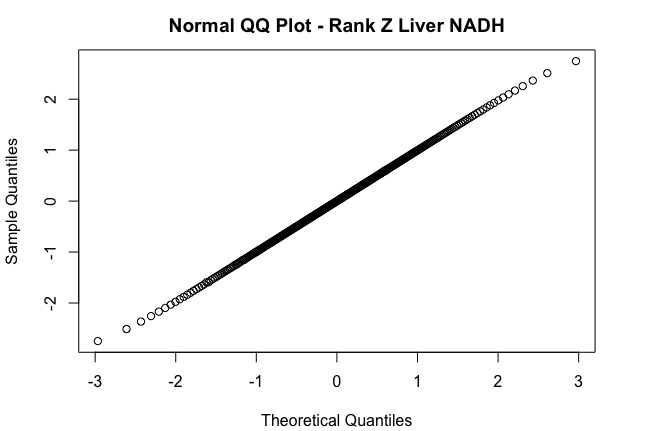 Normal QQ Plot - Rank Z Liver NADH
Sample Quantiles
2
1
0
-1
-2
-3 -2 -1 0 1 2 3
Theoretical Quantiles